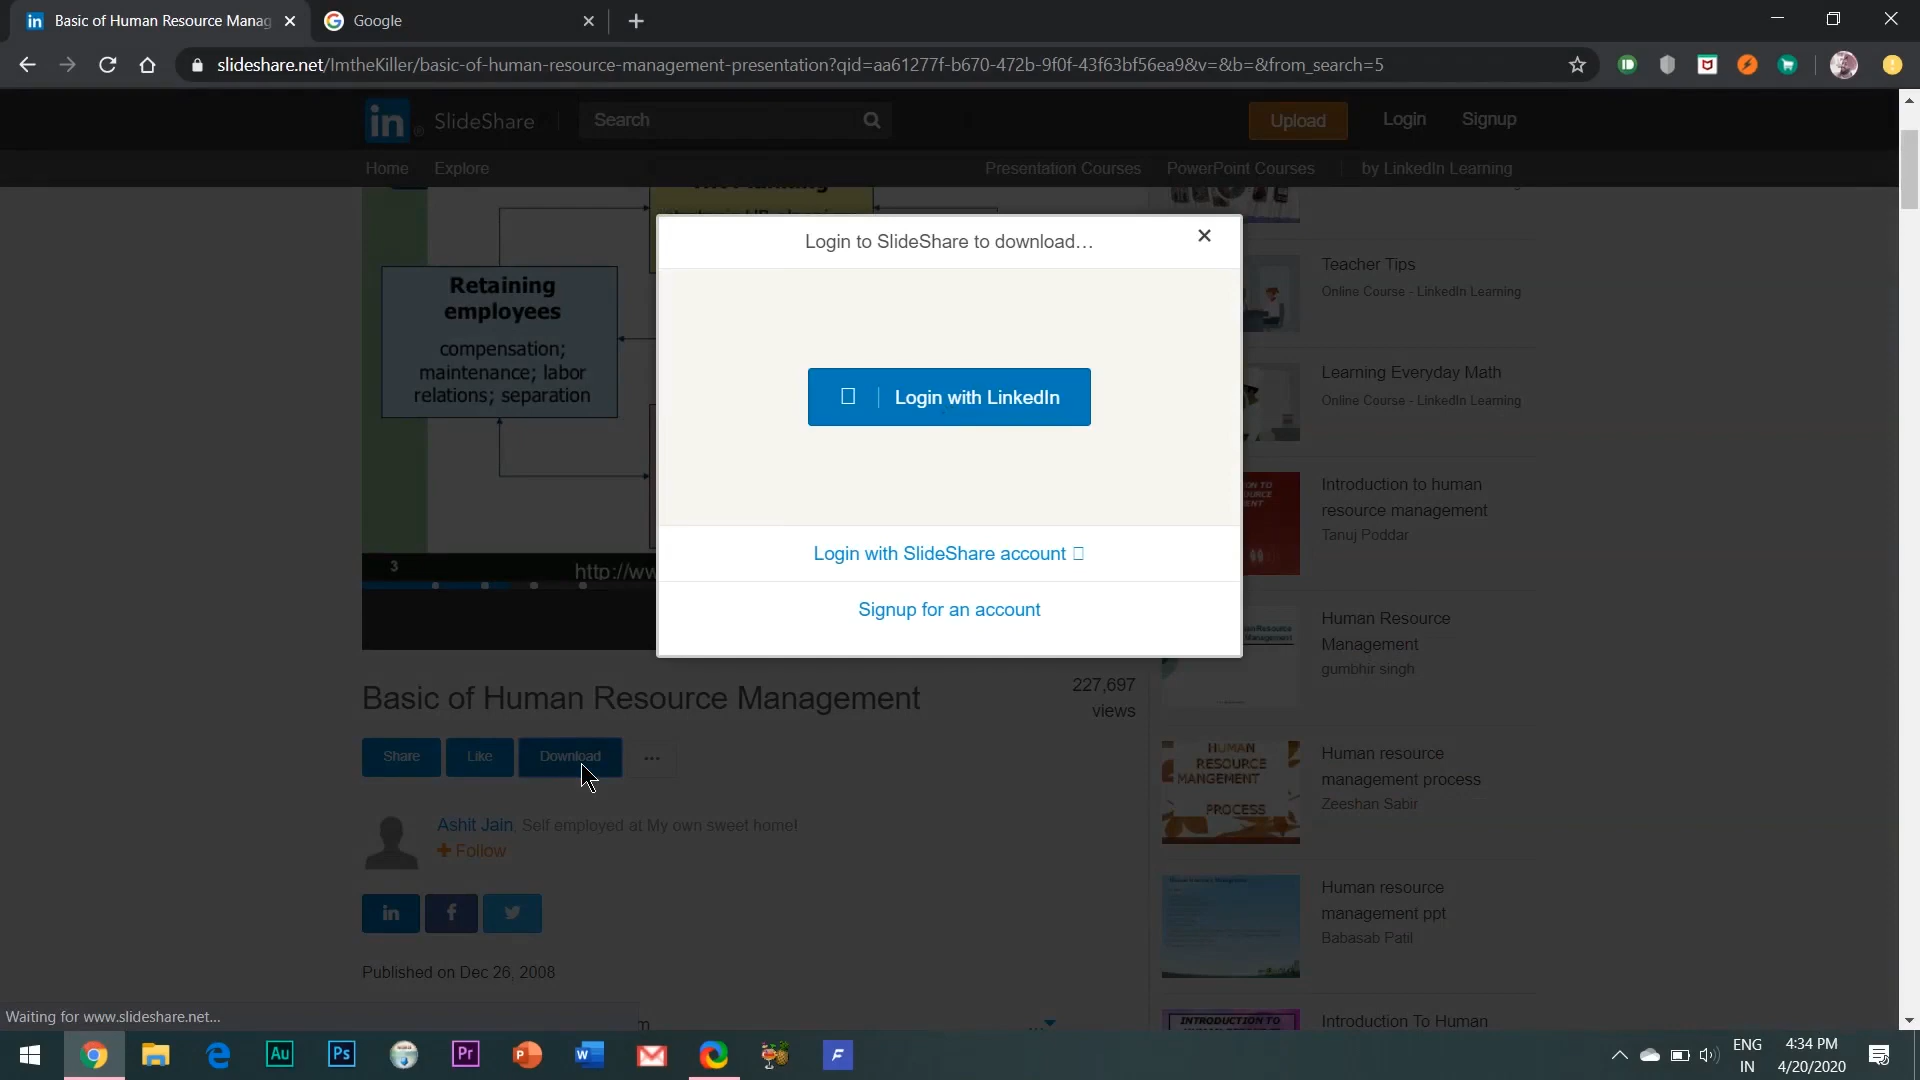 Basic of Human Resource Manag
Google
slideshare.net/ImtheKiller/basic-of-human-resource-management-presentation?qid=aa61277f-b670-472b-9f0f-43f63bf56ea9&v=&b=&from_search=5
in SlideShare
Search
Upload
Login
Signup
Home
Explore
Presentation Courses
PowerPoint Courses
by LinkedIn Learning
Retaining
employees
compensation;
maintenance; labor
relations; separation
3
http://ww
Login to SlideShare to download…
Login with LinkedIn
Login with SlideShare account
Signup for an account
Teacher Tips
Online Course - LinkedIn Learning
Learning Everyday Math
Online Course - LinkedIn Learning
Introduction to human
resource management
Tanuj Poddar
Human Resource
Management
gumbhir singh
HUMAN
RESOURCE
MANGEMENT
PROCESS
Human resource
management process
Zeeshan Sabir
Human resource
management ppt
Babasab Patil
INTRODUCTION TO
Introduction To Human
Basic of Human Resource Management
227,697
views
Share
Like
Download
...
Ashit Jain, Self employed at My own sweet home!
+ Follow
in
f
Published on Dec 26, 2008
Waiting for www.slideshare.net...
Au
Ps
Pr
ENG
IN
4:34 PM
4/20/2020